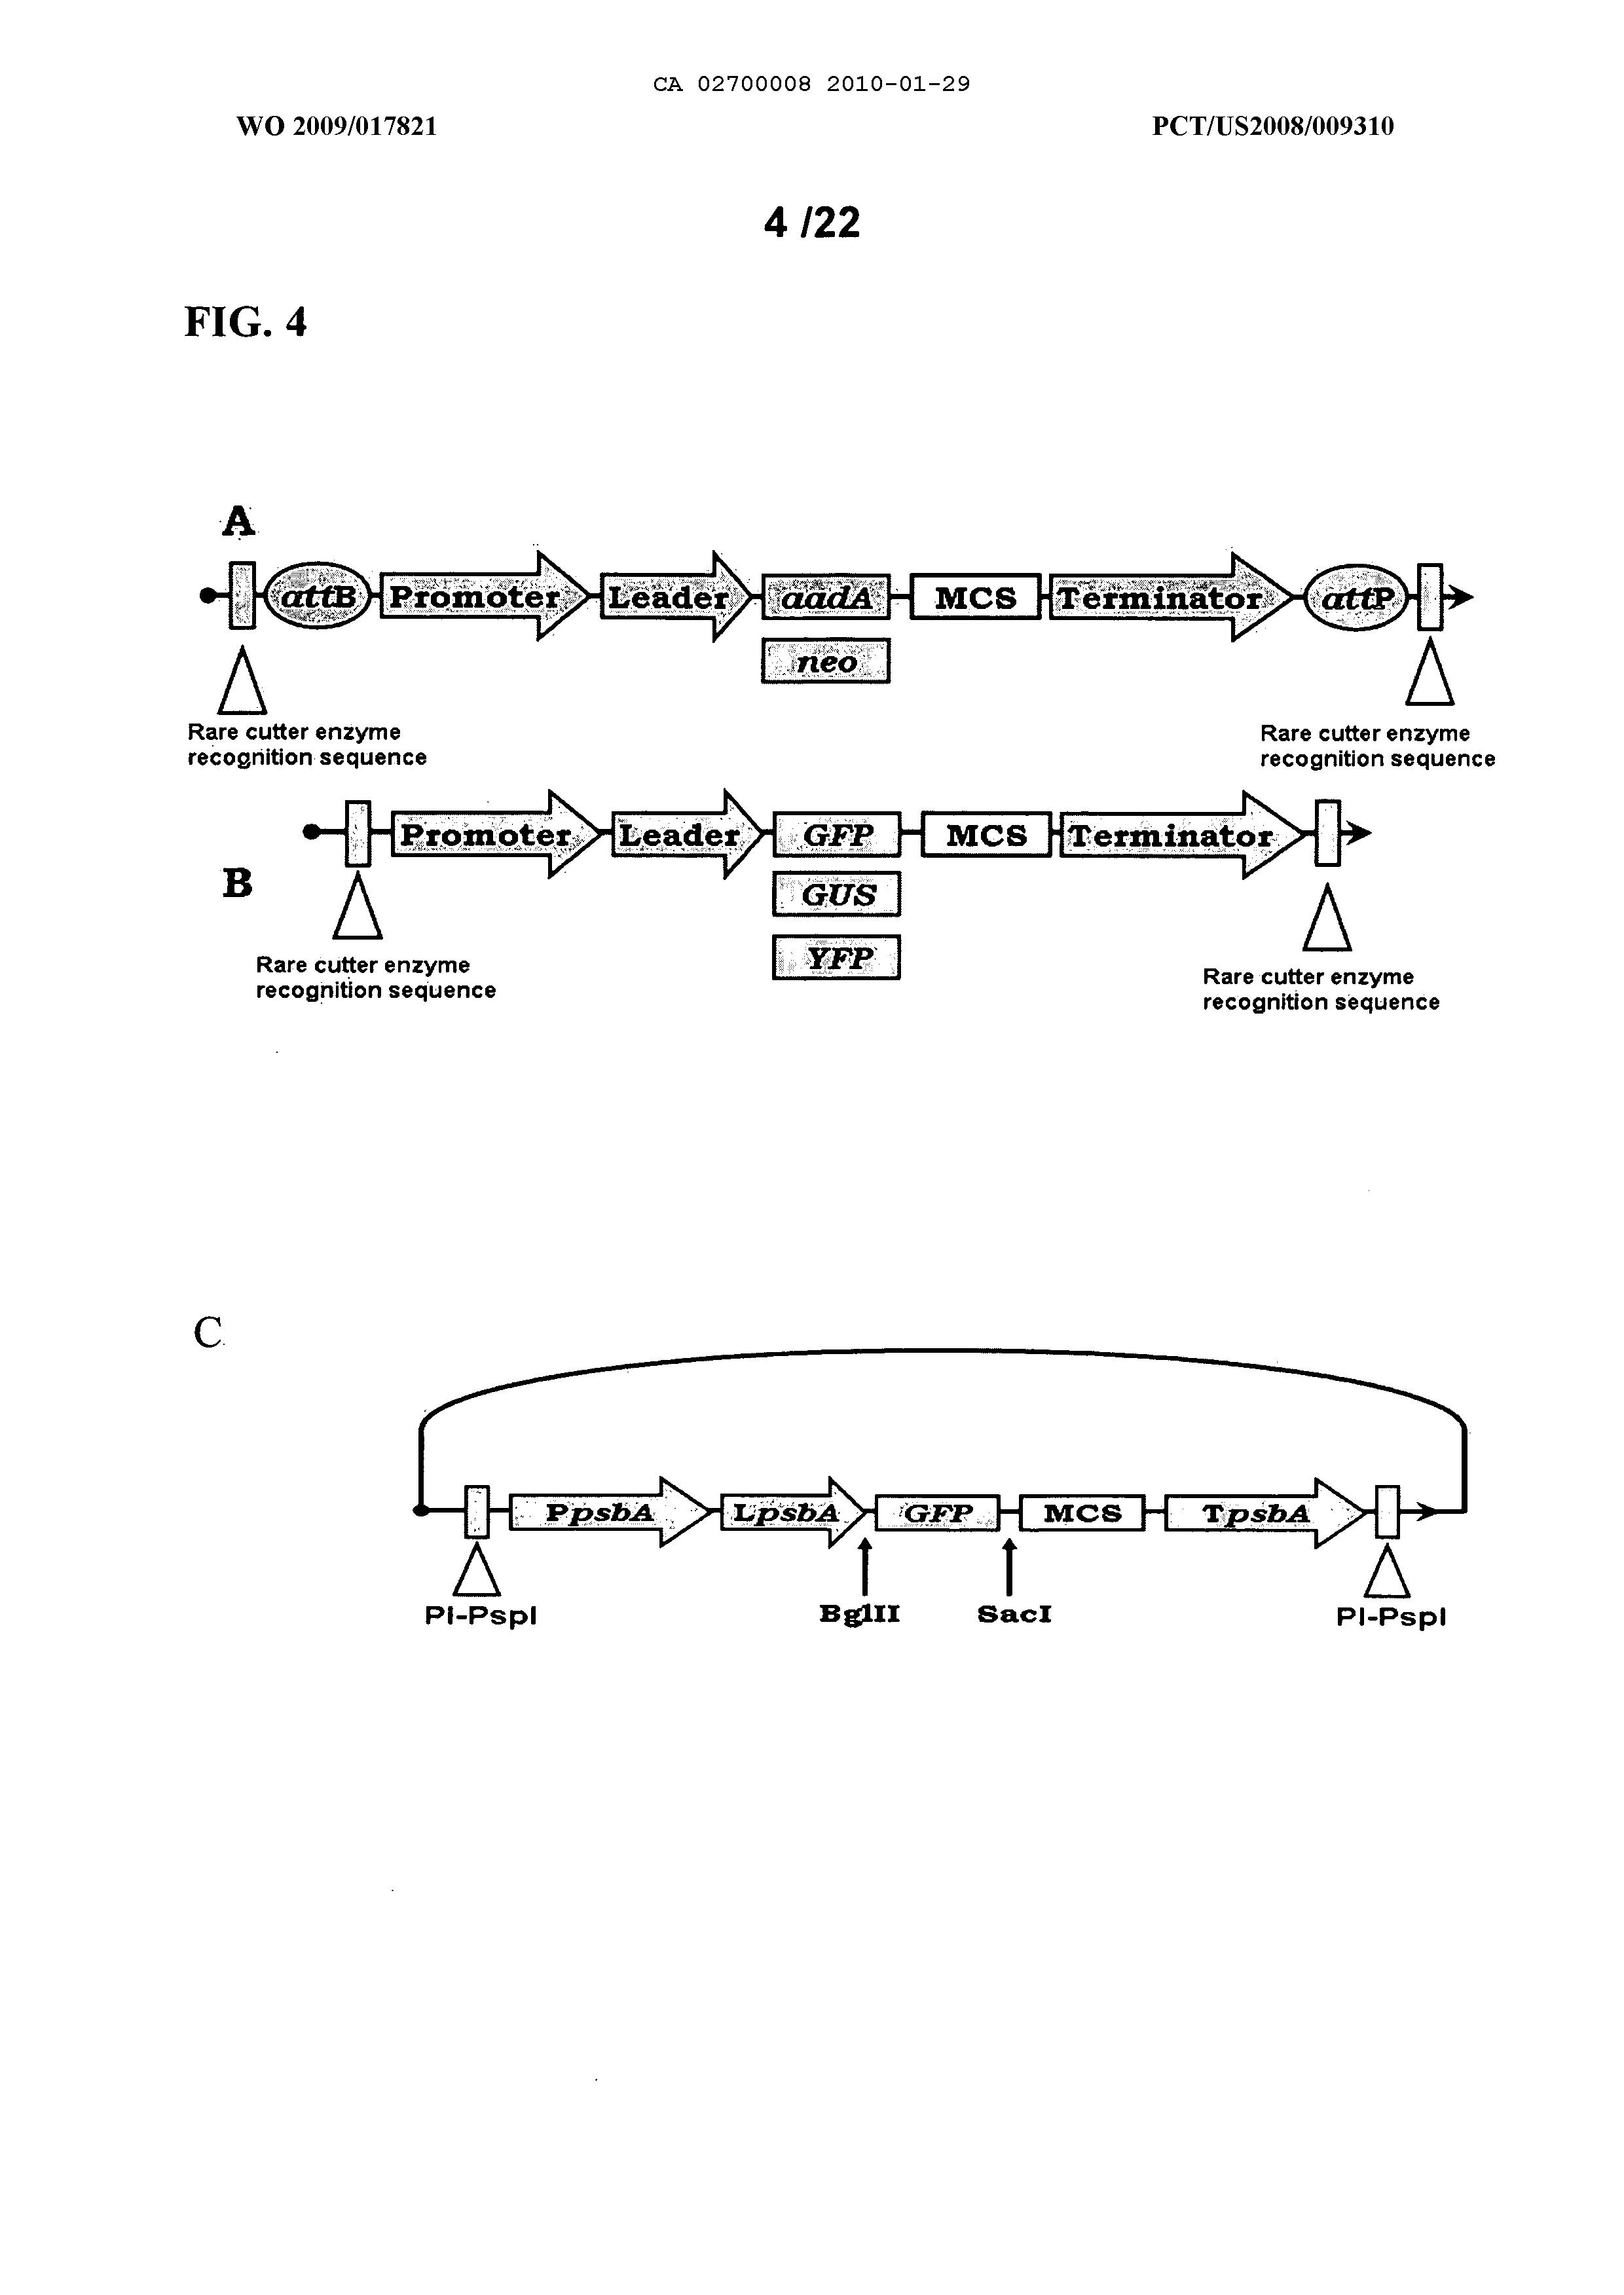 CA 02700008 2010-01-29
WO 2009/017821
PCT/US2008/009310
4 /22
FIG. 4
A
attB Promoter Leader aadA MCS Terminator attP
neo
Rare cutter enzyme
recognition sequence
Rare cutter enzyme
recognition sequence
Promoter Leader GFP MCS Terminator
B
GUS
YFP
Rare cutter enzyme
recognition sequence
Rare cutter enzyme
recognition sequence
C
PpsbA LpsbA GFP MCS TpsbA
PI-PspI
BglII
SacI
PI-PspI